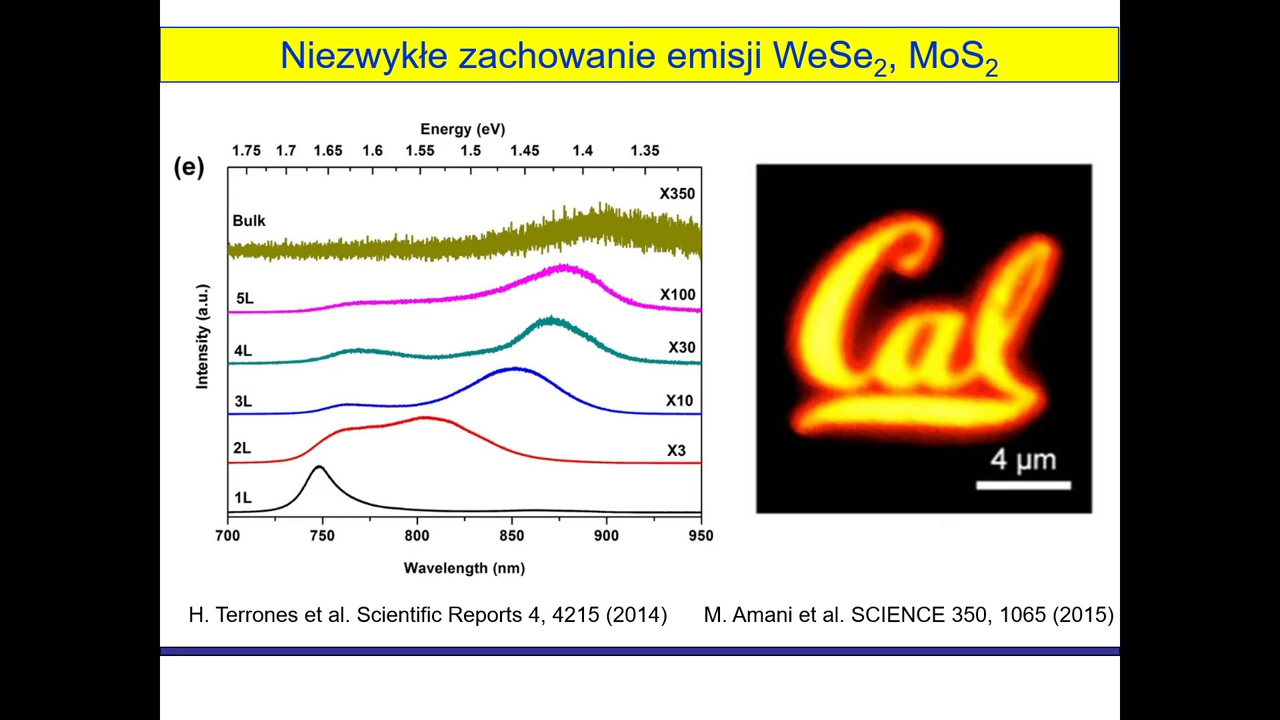 Niezwykłe zachowanie emisji WeSe₂, MoS₂
Energy (eV)
1.75 1.7 1.65 1.6 1.55 1.5 1.45 1.4 1.35
(e)
X350
Bulk
5L
X100
4L
X30
3L
X10
2L
X3
1L
Intensity (a.u.)
700 750 800 850 900 950
Wavelength (nm)
Cal
4 µm
H. Terrones et al. Scientific Reports 4, 4215 (2014)
M. Amani et al. SCIENCE 350, 1065 (2015)